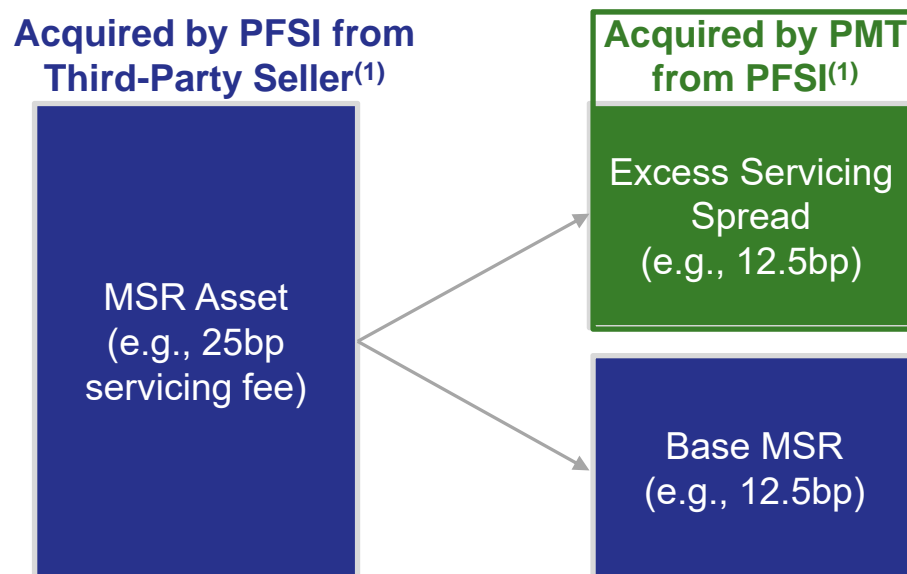 Acquired by PFSI from
Third-Party Seller(1)
MSR Asset
(e.g., 25bp
servicing fee)
Acquired by PMT
from PFSI(1)
Excess Servicing
Spread
(e.g., 12.5bp)
Base MSR
(e.g., 12.5bp)